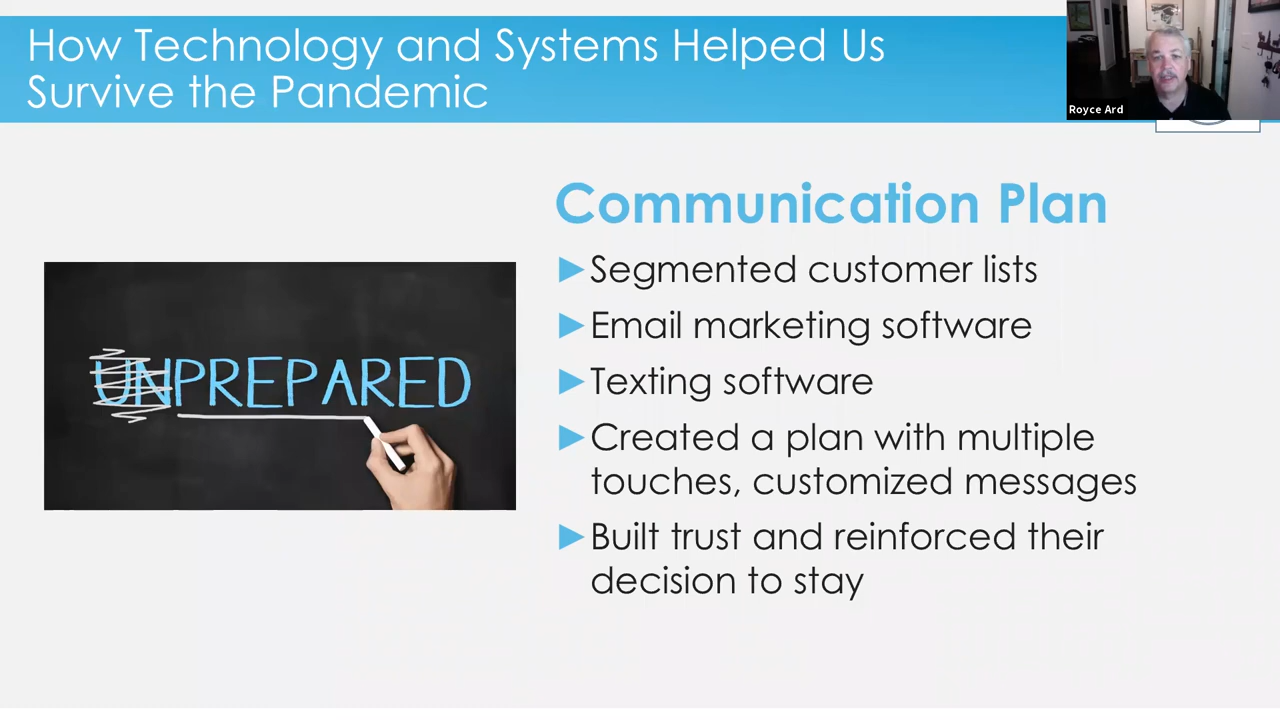 How Technology and Systems Helped Us
Survive the Pandemic
Royce Ard
Communication Plan
Segmented customer lists
Email marketing software
Texting software
Created a plan with multiple
touches, customized messages
Built trust and reinforced their
decision to stay
UNPREPARED